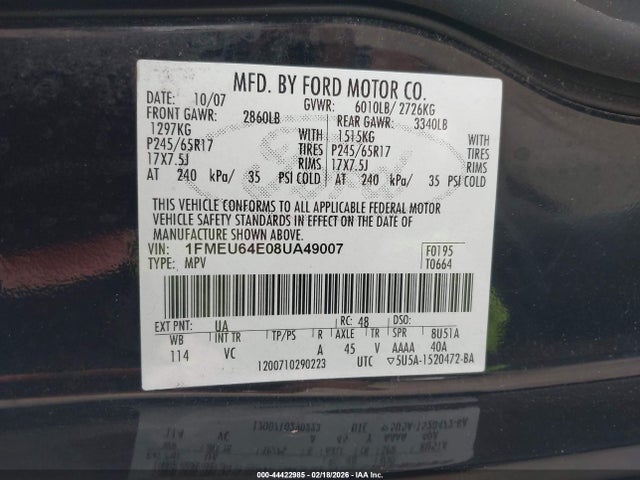 MFD. BY FORD MOTOR CO.
DATE: 10/07 GVWR: 6010LB/ 2726KG
FRONT GAWR: 2860LB REAR GAWR: 3340LB
1297KG WITH 1515KG WITH
P245/65R17 TIRES P245/65R17 TIRES
17X7.5J RIMS 17X7.5J RIMS
AT 240 kPa/ 35 PSI COLD AT 240 kPa/ 35 PSI COLD
THIS VEHICLE CONFORMS TO ALL APPLICABLE FEDERAL MOTOR
VEHICLE SAFETY STANDARDS IN EFFECT ON THE DATE OF
MANUFACTURE SHOWN ABOVE.
VIN: 1FMEU64E08UA49007 F0195
TYPE: MPV T0664
EXT PNT: UA RC: 48 DSO:
WB INT TR TP/PS R AXLE TR SPR 8U51A
114 VC A 45 V AAAA 40A
1200710290223 UTC ▽5U5A-1520472-BA
000-44422985 - 02/18/2026 - IAA Inc.